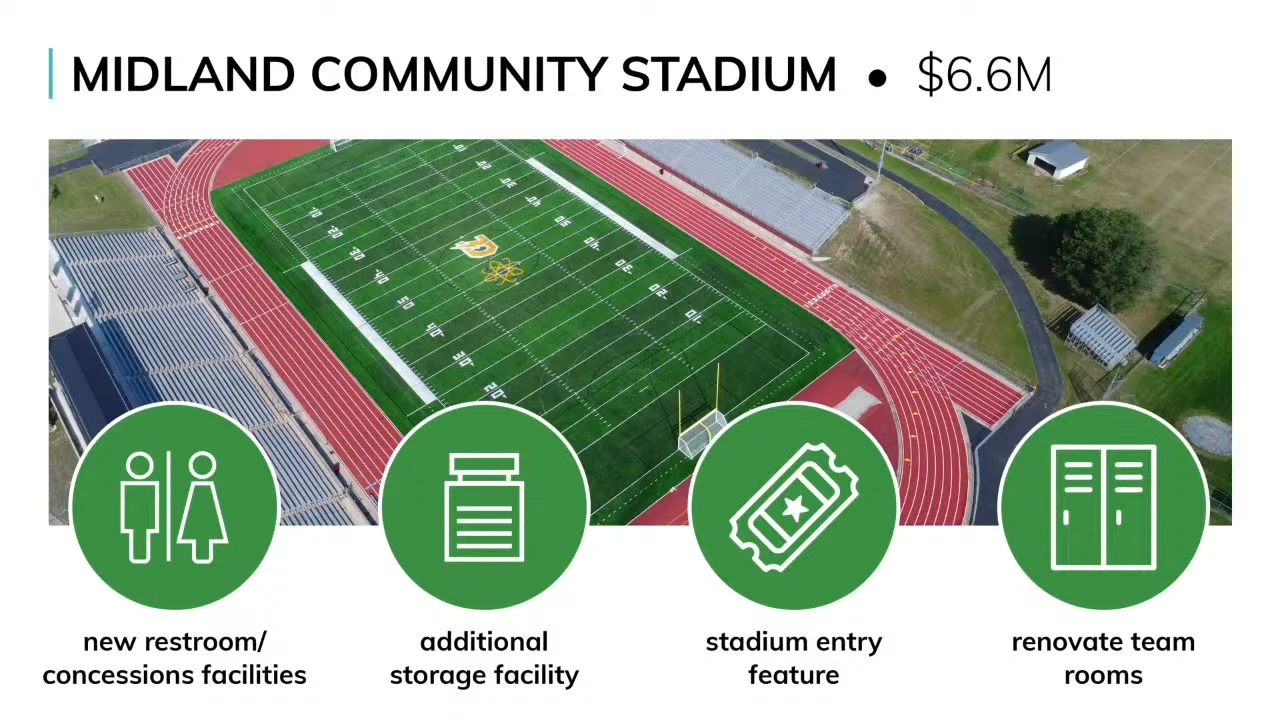 MIDLAND COMMUNITY STADIUM • $6.6M
new restroom/
concessions facilities
additional
storage facility
stadium entry
feature
renovate team
rooms